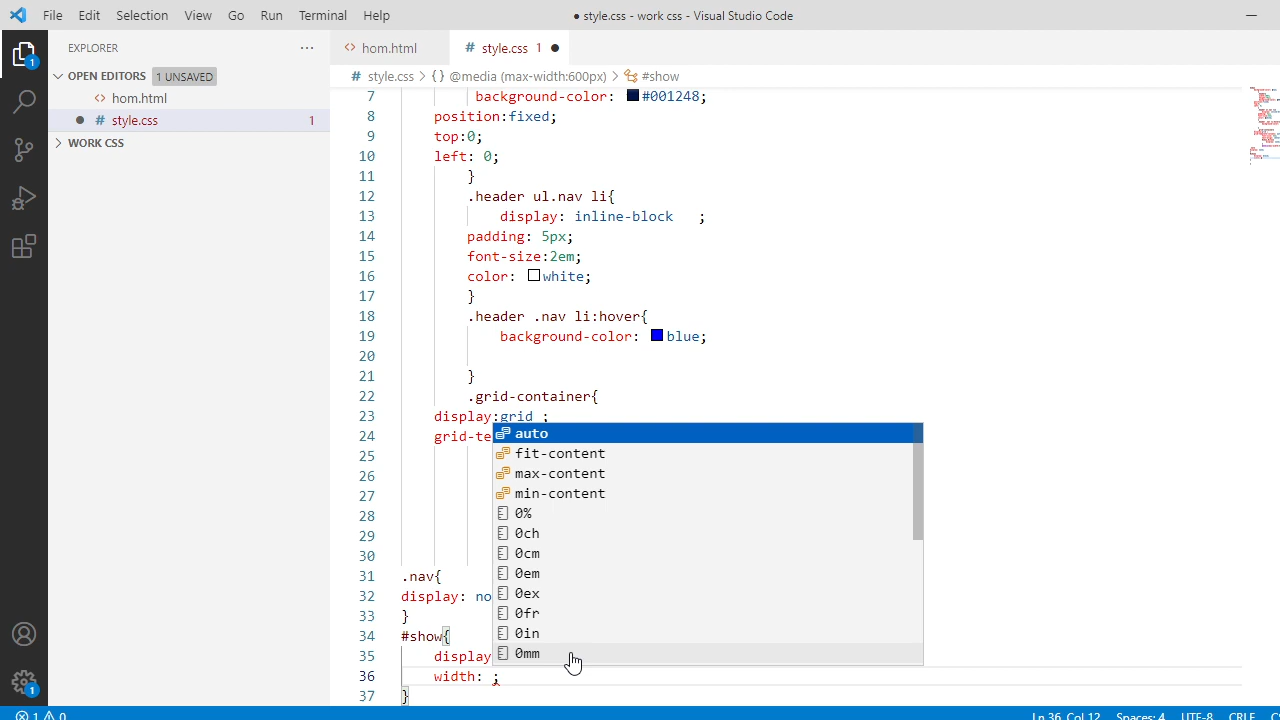 File Edit Selection View Go Run Terminal Help ● style.css - work css - Visual Studio Code
EXPLORER ···
<> hom.html # style.css 1 ●
OPEN EDITORS 1 UNSAVED
# style.css > {} @media (max-width:600px) > #show
<> hom.html
● # style.css 1
WORK CSS
1
1
7 background-color: #001248;
8 position:fixed;
9 top:0;
10 left: 0;
11 }
12 .header ul.nav li{
13 display: inline-block ;
14 padding: 5px;
15 font-size:2em;
16 color: white;
17 }
18 .header .nav li:hover{
19 background-color: blue;
20
21 }
22 .grid-container{
23 display:grid ;
24 grid-te
25
26
27
28
29
30
31 .nav{
32 display: no
33 }
34 #show{
35 display
36 width: ;
37 }
auto
fit-content
max-content
min-content
0%
0ch
0cm
0em
0ex
0fr
0in
0mm
1 0 Ln 36, Col 12 Spaces: 4 UTF-8 CRLF